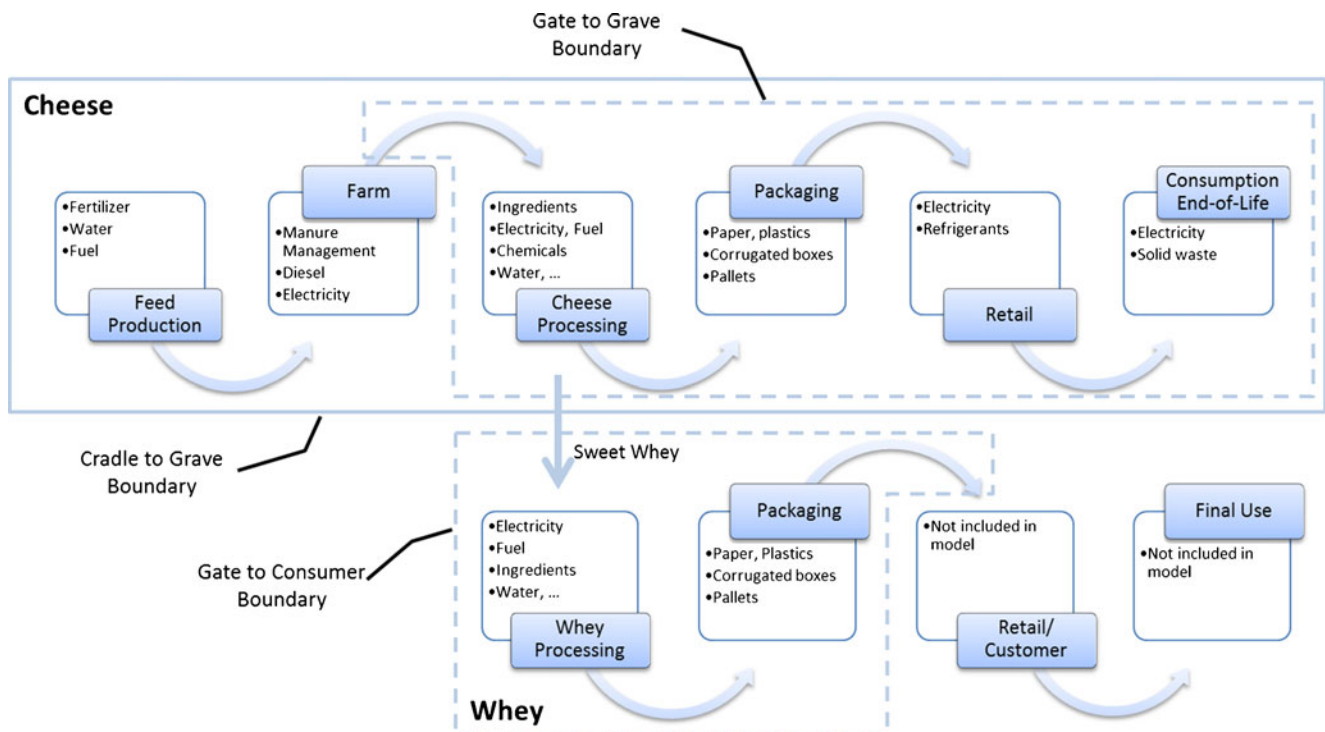 Gate to Grave
Boundary
Cheese
•Fertilizer
•Water
•Fuel
Feed
Production
Farm
•Manure
Management
•Diesel
•Electricity
•Ingredients
•Electricity, Fuel
•Chemicals
•Water, ...
Cheese
Processing
Packaging
•Paper, plastics
•Corrugated boxes
•Pallets
•Electricity
•Refrigerants
Retail
Consumption
End-of-Life
•Electricity
•Solid waste
Cradle to Grave
Boundary
Sweet Whey
Gate to Consumer
Boundary
•Electricity
•Fuel
•Ingredients
•Water, ...
Whey
Processing
Packaging
•Paper, Plastics
•Corrugated boxes
•Pallets
•Not included in
model
Retail/
Customer
Final Use
•Not included in
model
Whey